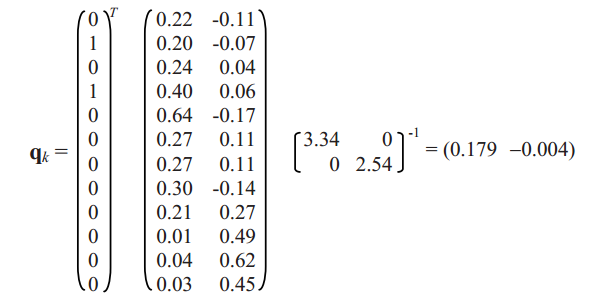 0 T 0.22 -0.11
1 0.20 -0.07
0 0.24 0.04
1 0.40 0.06
0 0.64 -0.17
0 0.27 0.11
0 0.27 0.11
0 0.30 -0.14
0 0.21 0.27
0 0.01 0.49
0 0.04 0.62
0 0.03 0.45
qk =
3.34 0 -1
0 2.54
= (0.179 −0.004)